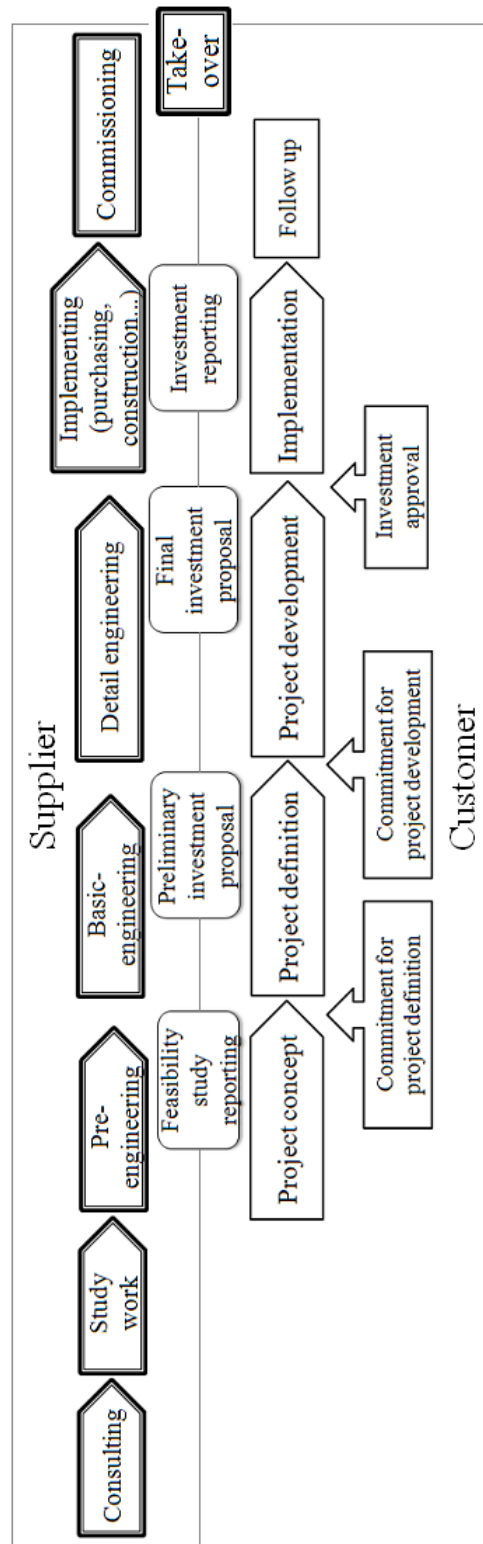 Supplier
Consulting
Study
work
Pre-
engineering
Basic-
engineering
Detail engineering
Implementing
(purchasing,
construction...)
Commissioning
Take-
over
Feasibility
study
reporting
Preliminary
investment
proposal
Final
investment
proposal
Investment
reporting
Project concept
Project definition
Project development
Implementation
Follow up
Commitment for
project definition
Commitment for
project development
Investment
approval
Customer